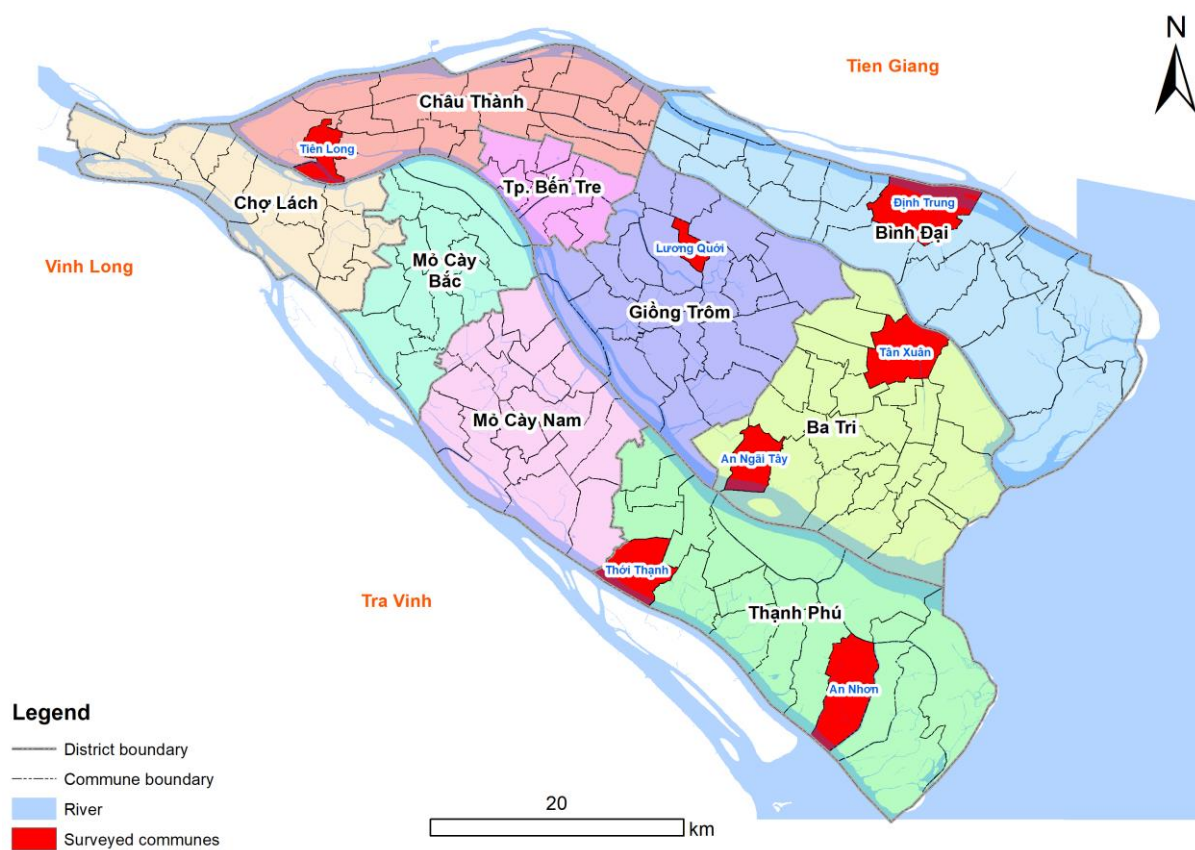 N
Tien Giang
Châu Thành
Tiên Long
Tp. Bến Tre
Định Trung
Chợ Lách
Bình Đại
Lương Quới
Vinh Long
Mỏ Cày
Bắc
Giồng Trôm
Tân Xuân
Mỏ Cày Nam
Ba Tri
An Ngãi Tây
Thới Thạnh
Tra Vinh
Thạnh Phú
An Nhơn
Legend
District boundary
Commune boundary
River
Surveyed communes
20
km